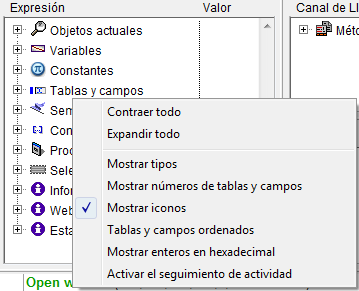 Expresión Valor Canal de Ll
Objetos actuales Méto
Variables
Constantes
Tablas y campos
Sem
Con
Proc
Sele
Infor
Web
Esta
Contraer todo
Expandir todo
Mostrar tipos
Mostrar números de tablas y campos
Mostrar iconos
Tablas y campos ordenados
Mostrar enteros en hexadecimal
Activar el seguimiento de actividad
Open w